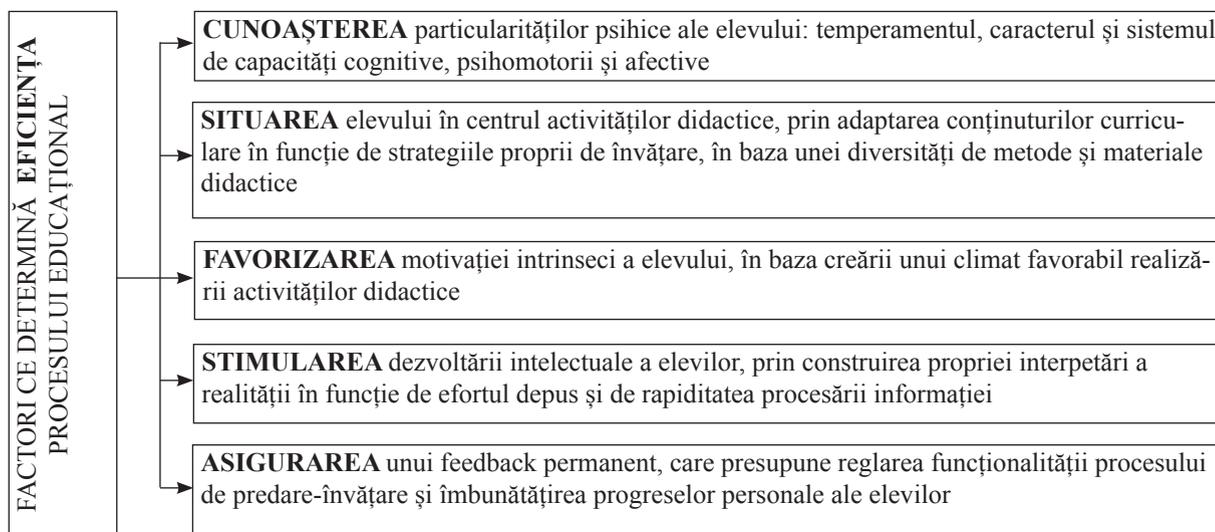 FACTORI CE DETERMINĂ EFICIENȚA
PROCESULUI EDUCAȚIONAL
CUNOAȘTEREA particularităților psihice ale elevului: temperamentul, caracterul și sistemul
de capacități cognitive, psihomotorii și afective
SITUAREA elevului în centrul activităților didactice, prin adaptarea conținuturilor curricu-
lare în funcție de strategiile proprii de învățare, în baza unei diversități de metode și materiale
didactice
FAVORIZAREA motivației intrinseci a elevului, în baza creării unui climat favorabil realiză-
rii activităților didactice
STIMULAREA dezvoltării intelectuale a elevilor, prin construirea propriei interpetări a
realității în funcție de efortul depus și de rapiditatea procesării informației
ASIGURAREA unui feedback permanent, care presupune reglarea funcționalității procesului
de predare-învățare și îmbunătățirea progreselor personale ale elevilor